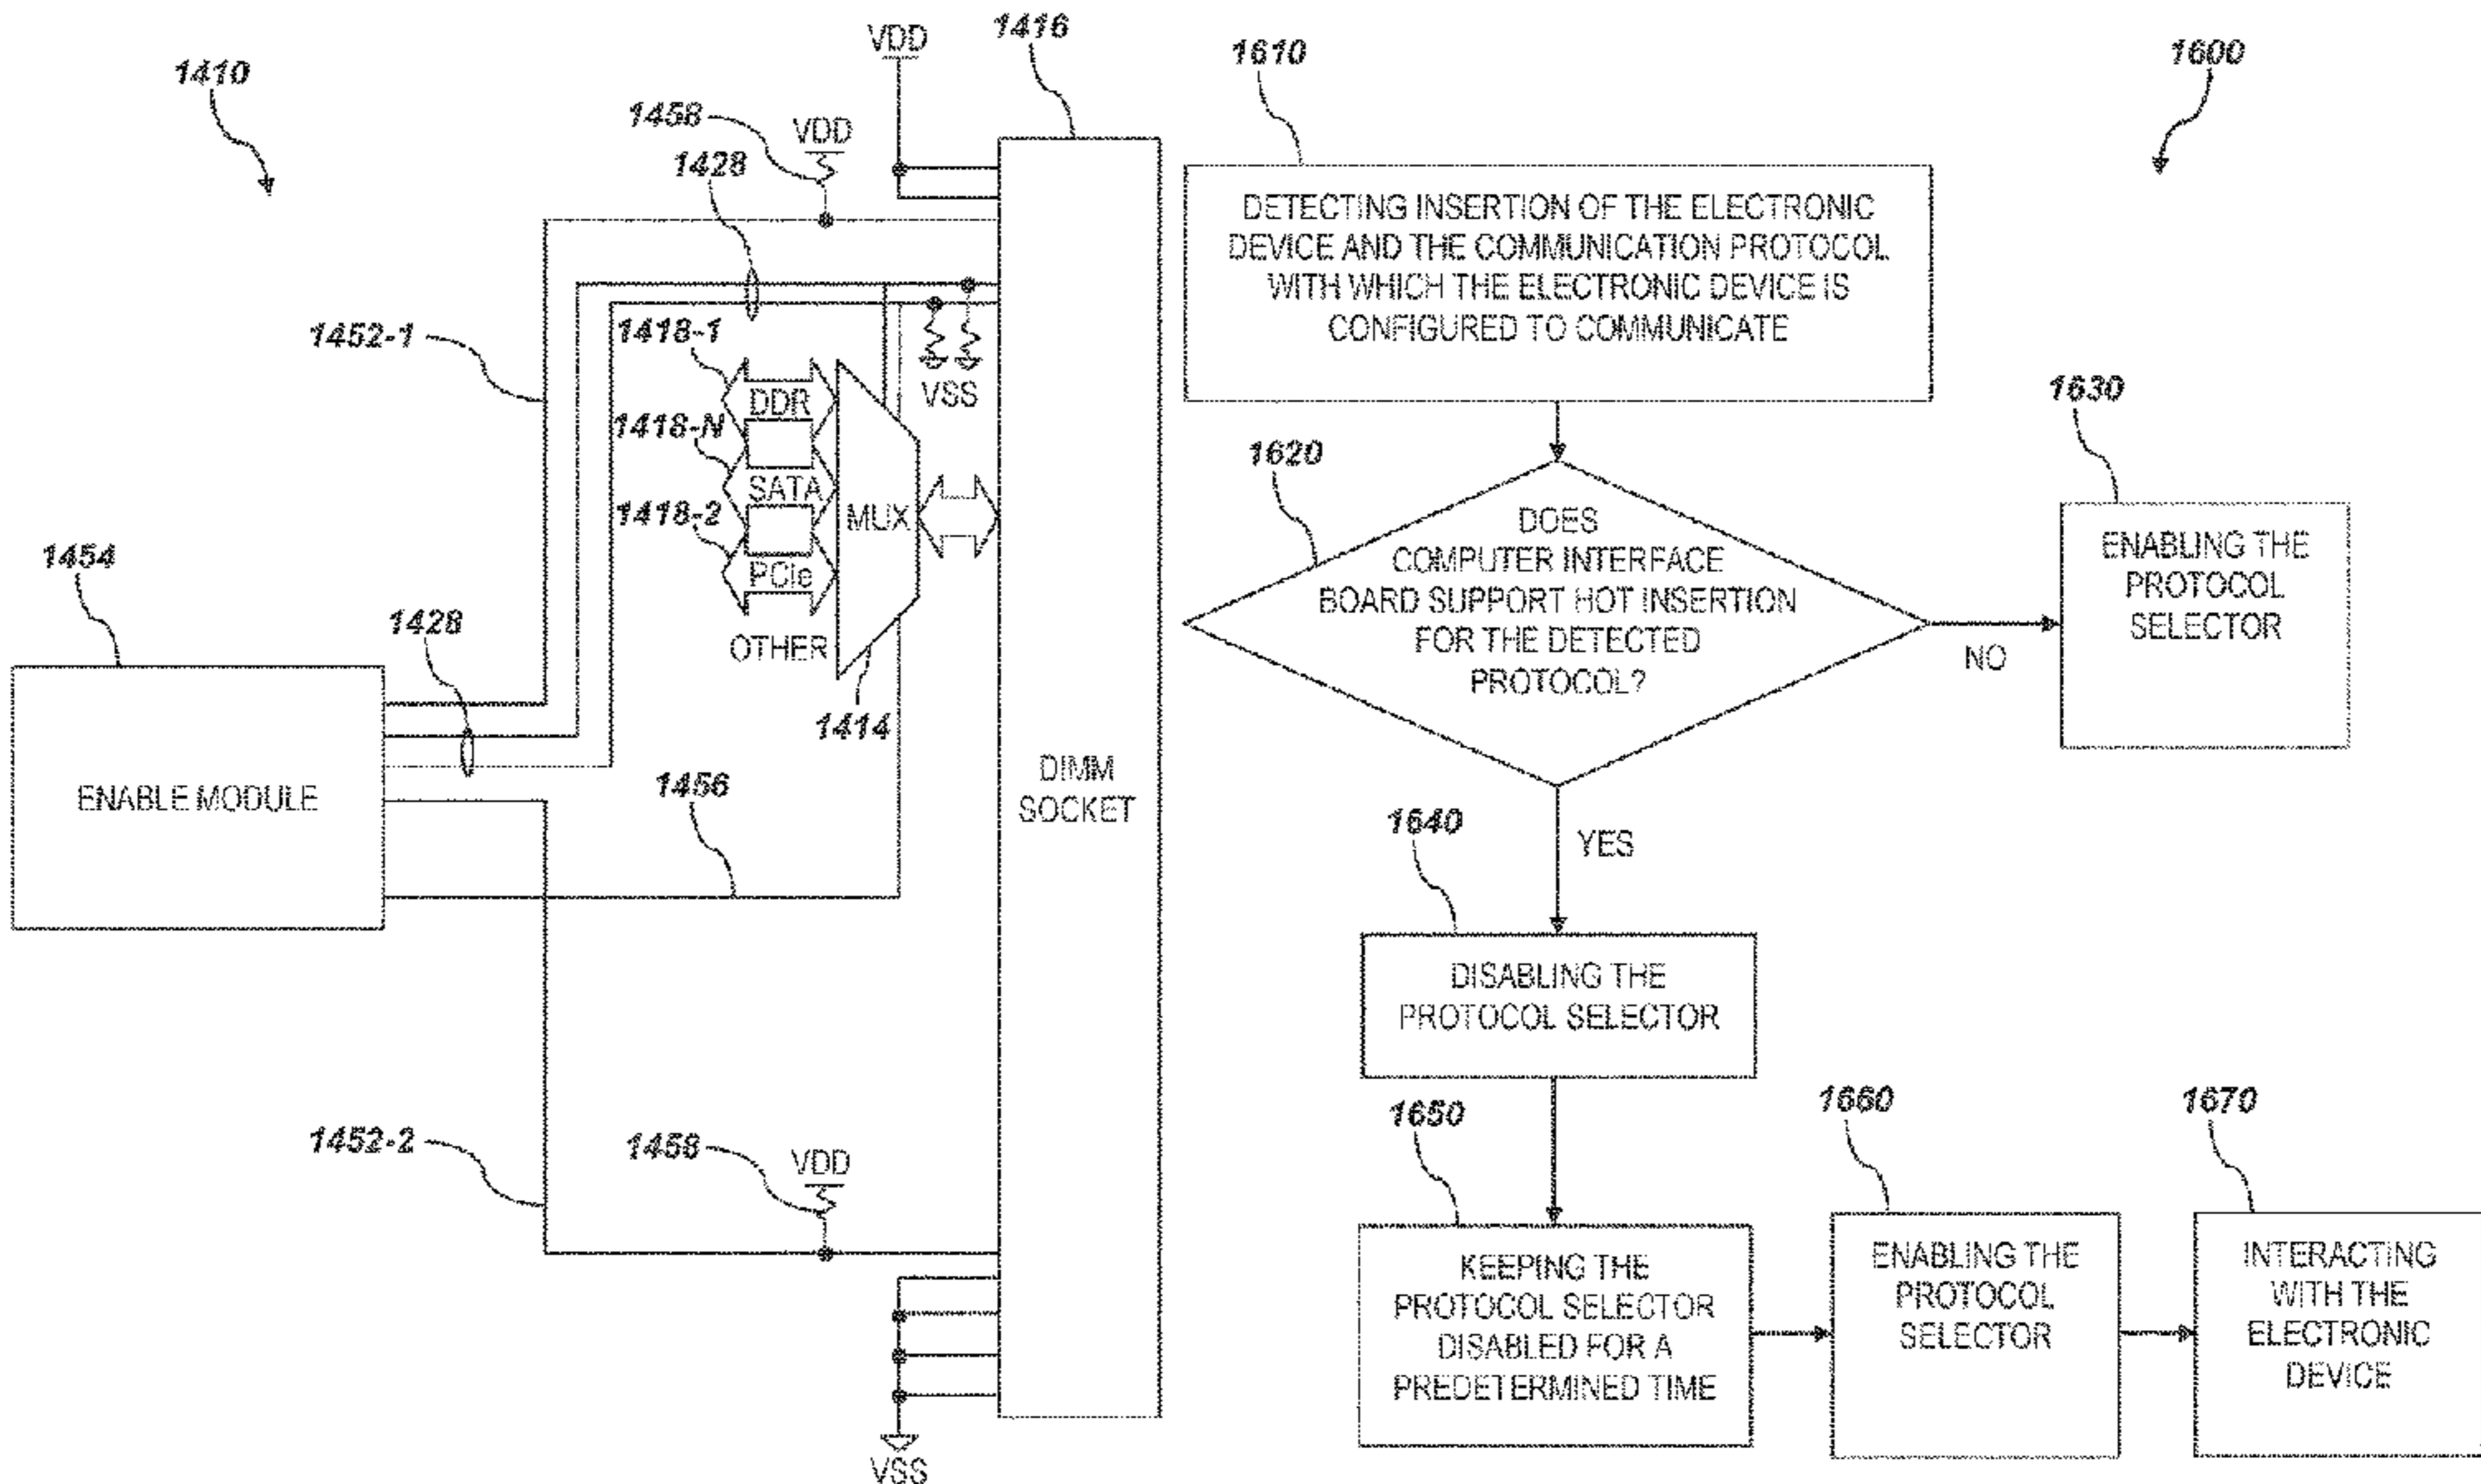 1410
1458
VDD
1428
VDD
1416
1452-1
1418-1
DDR
1418-N
SATA
1418-2
PCIe
OTHER
MUX
1414
VSS
1454
ENABLE MODULE
1428
1456
DIMM
SOCKET
1452-2
1458
VDD
VSS
1600
1610
DETECTING INSERTION OF THE ELECTRONIC
DEVICE AND THE COMMUNICATION PROTOCOL
WITH WHICH THE ELECTRONIC DEVICE IS
CONFIGURED TO COMMUNICATE
1620
DOES
COMPUTER INTERFACE
BOARD SUPPORT HOT INSERTION
FOR THE DETECTED
PROTOCOL?
NO
1630
ENABLING THE
PROTOCOL
SELECTOR
YES
1640
DISABLING THE
PROTOCOL SELECTOR
1650
KEEPING THE
PROTOCOL SELECTOR
DISABLED FOR A
PREDETERMINED TIME
1660
ENABLING THE
PROTOCOL
SELECTOR
1670
INTERACTING
WITH THE
ELECTRONIC
DEVICE